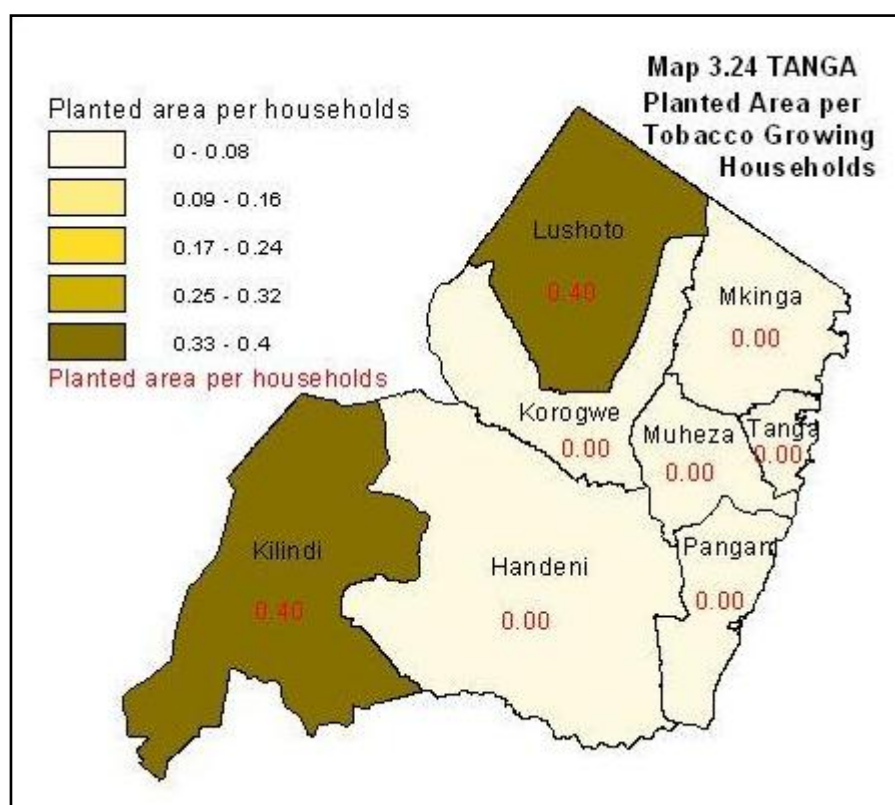 Map 3.24 TANGA
Planted Area per
Tobacco Growing
Households
Planted area per households
0 - 0.08
0.09 - 0.16
0.17 - 0.24
0.25 - 0.32
0.33 - 0.4
Planted area per households
Lushoto
0.40
Mkinga
0.00
Korogwe
0.00
Muheza
0.00
Tanga
0.00
Kilindi
0.40
Handeni
0.00
Pangani
0.00